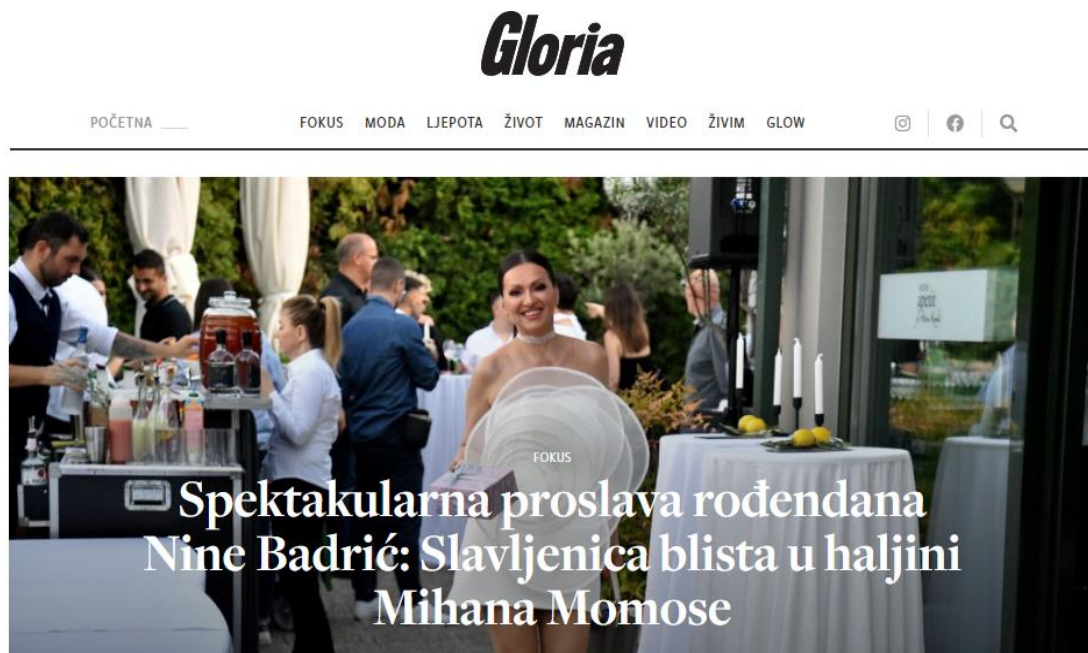 Gloria
POČETNA
FOKUS MODA LJEPOTA ŽIVOT MAGAZIN VIDEO ŽIVIM GLOW
FOKUS
Spektakularna proslava rođendana
Nine Badrić: Slavljenica blista u haljini
Mihana Momose